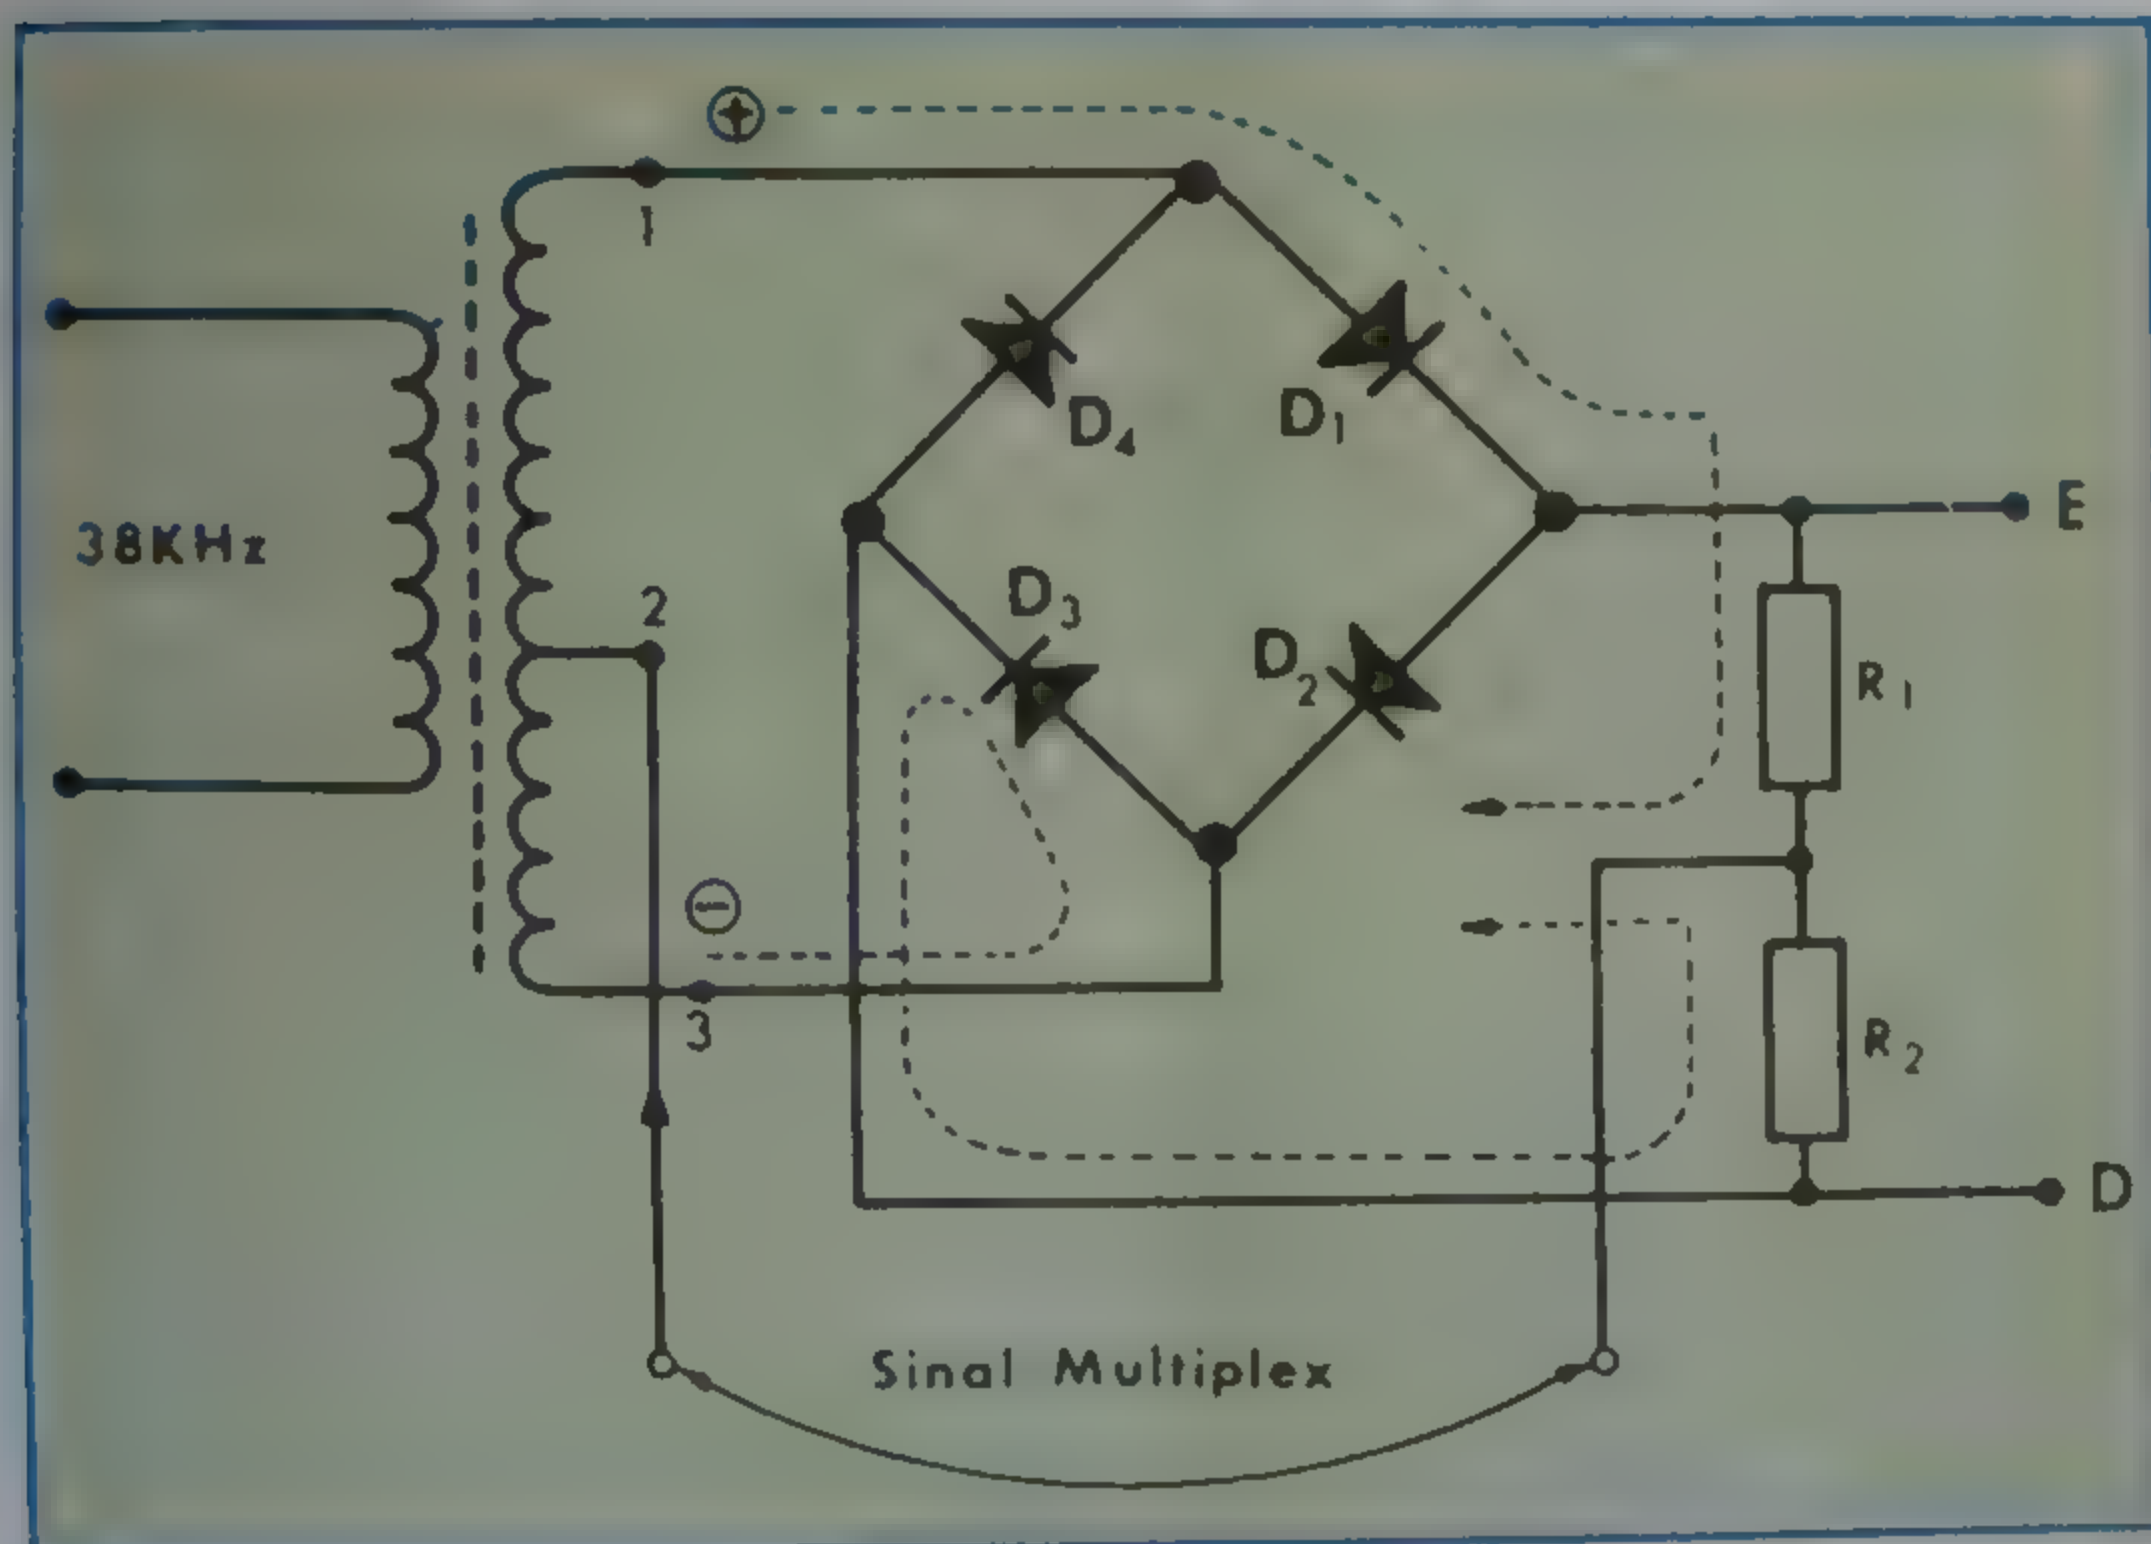 +
1
D4
D1
E
38KHz
2
D3
D2
R1
−
3
R2
D
Sinal Multiplex